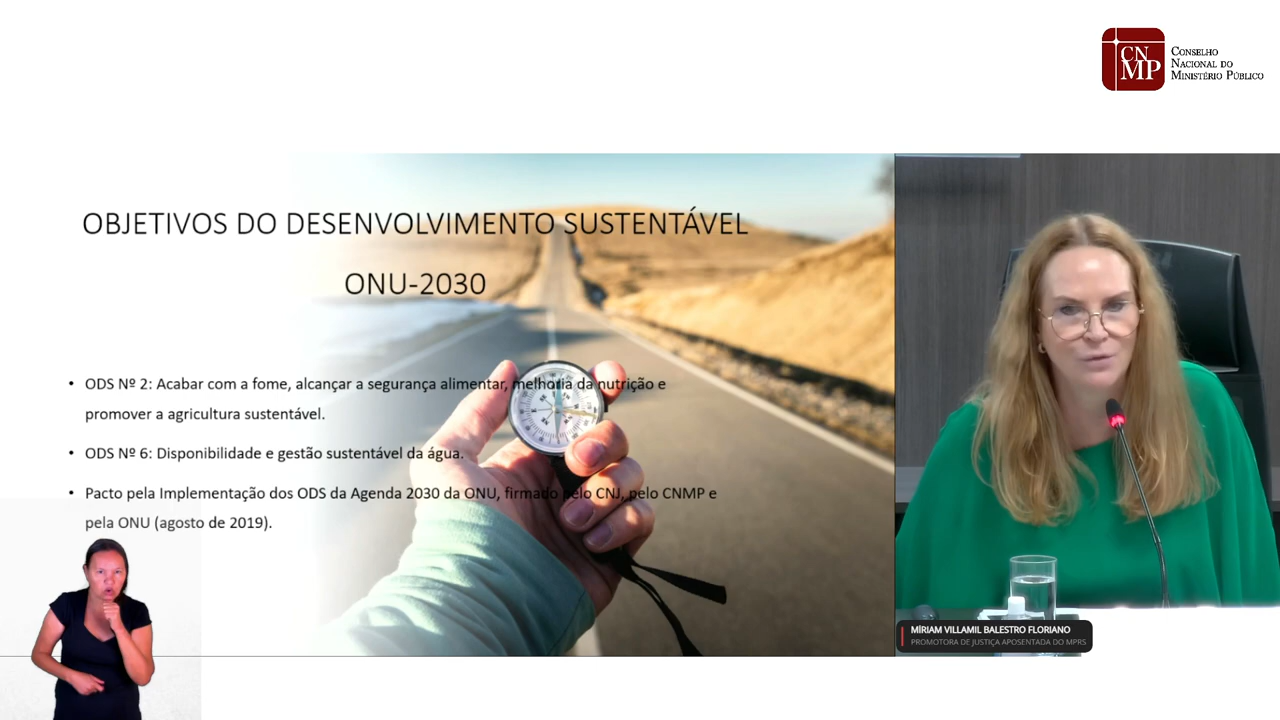 CN
MP
CONSELHO
NACIONAL DO
MINISTÉRIO PÚBLICO
OBJETIVOS DO DESENVOLVIMENTO SUSTENTÁVEL
ONU-2030
• ODS Nº 2: Acabar com a fome, alcançar a segurança alimentar, melhoria da nutrição e
promover a agricultura sustentável.
• ODS Nº 6: Disponibilidade e gestão sustentável da água.
• Pacto pela Implementação dos ODS da Agenda 2030 da ONU, firmado pelo CNJ, pelo CNMP e
pela ONU (agosto de 2019).
MÍRIAM VILLAMIL BALESTRO FLORIANO
PROMOTORA DE JUSTIÇA APOSENTADA DO MPRS